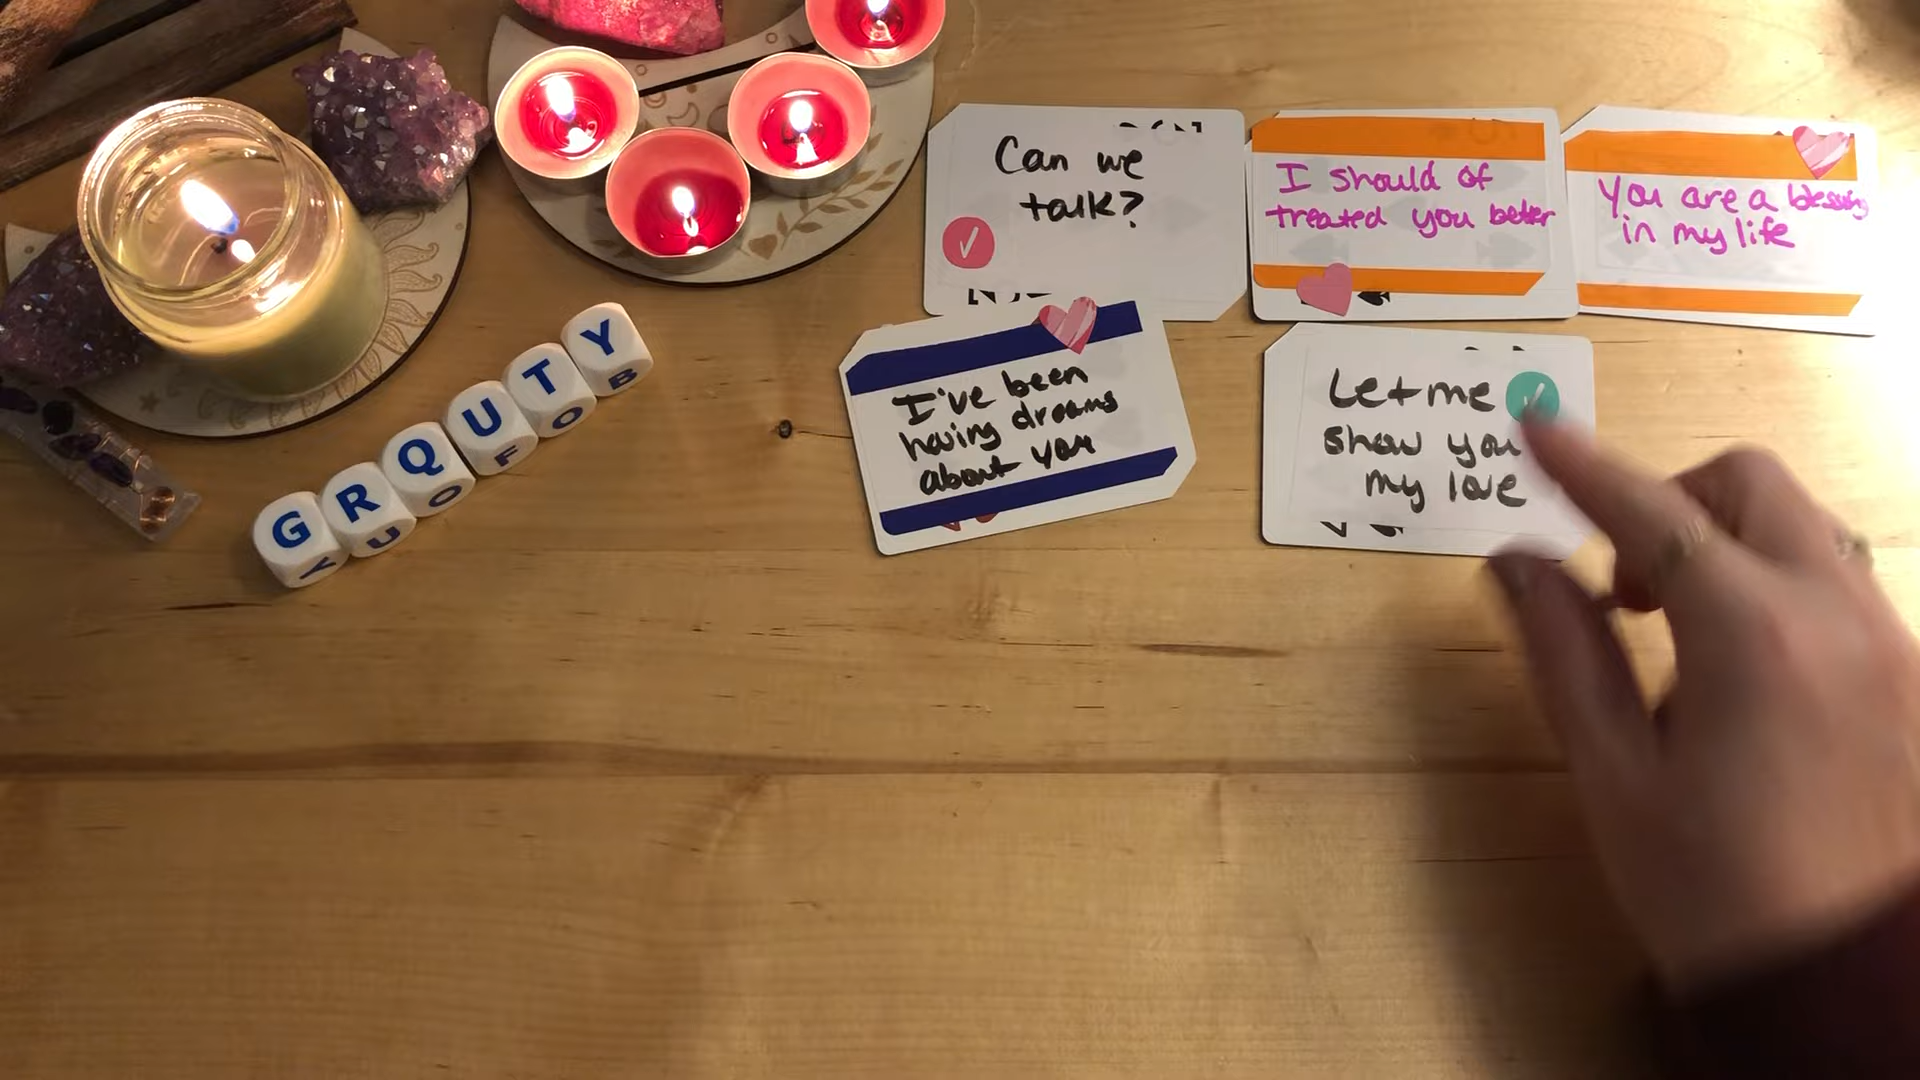 Can we
talk?
I should of
treated you beter
You are a blessing
in my life
I've been
having dreams
about you
Let me
show you
my love
G R Q U T Y
Y U O F O B